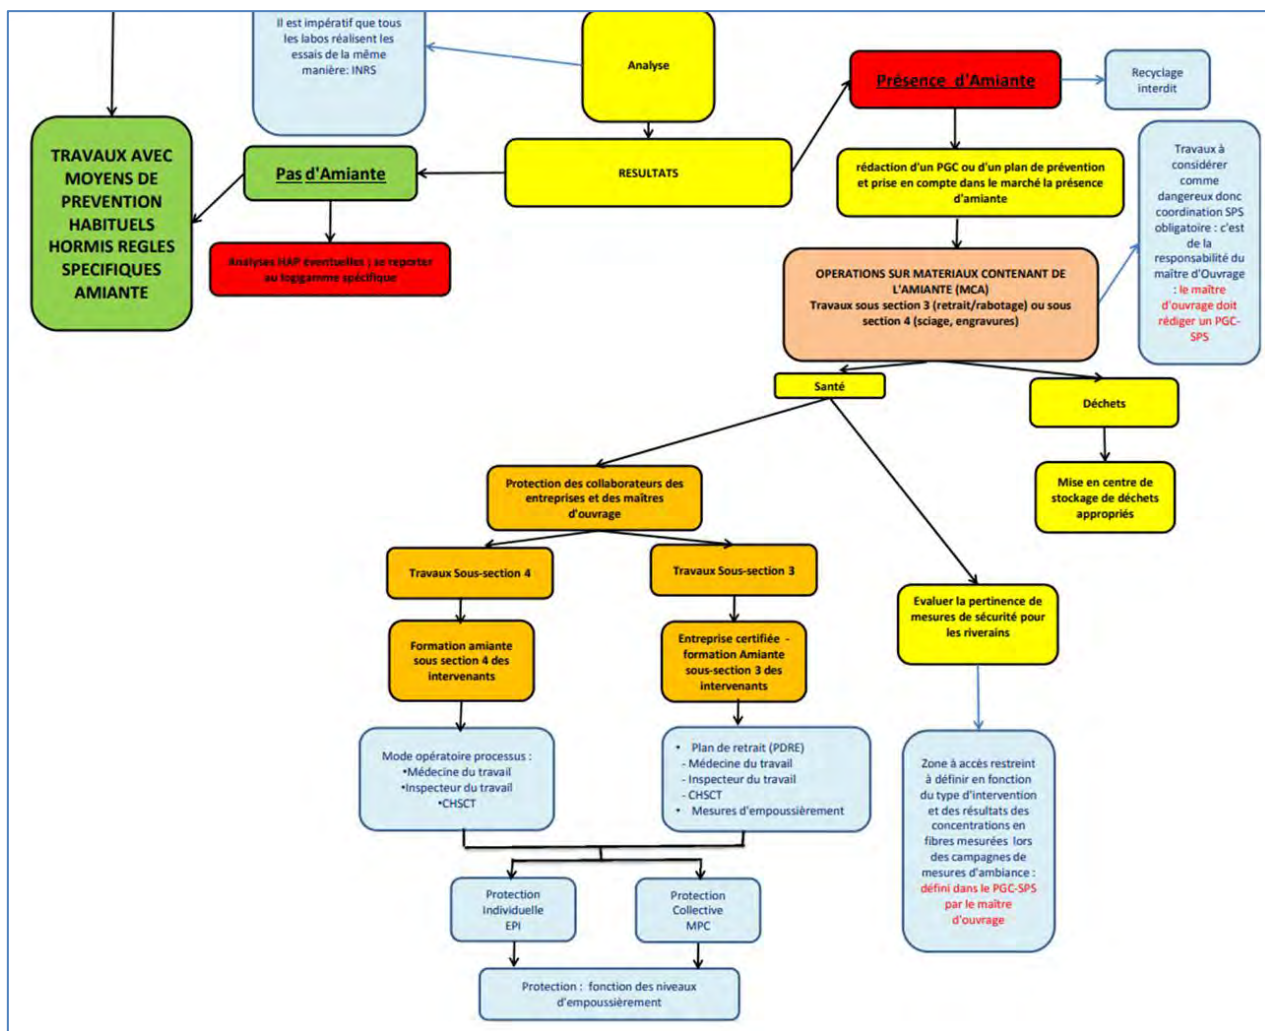 Il est impératif que tous
les labos réalisent les
essais de la même
manière: INRS
Analyse
Présence d'Amiante
Recyclage
interdit
TRAVAUX AVEC
MOYENS DE
PREVENTION
HABITUELS
HORMIS REGLES
SPECIFIQUES
AMIANTE
Pas d'Amiante
RESULTATS
rédaction d'un PGC ou d'un plan de prévention
et prise en compte dans le marché la présence
d'amiante
Travaux à
considérer
comme
dangereux donc
coordination SPS
obligatoire : c'est
de la
responsabilité du
maître d'Ouvrage
: le maître
d'ouvrage doit
rédiger un PGC-
SPS
Analyses HAP éventuelles ; se reporter
au logigamme spécifique
OPERATIONS SUR MATERIAUX CONTENANT DE
L'AMIANTE (MCA)
Travaux sous section 3 (retrait/rabotage) ou sous
section 4 (sciage, engravures)
Santé
Déchets
Protection des collaborateurs des
entreprises et des maîtres
d'ouvrage
Mise en centre de
stockage de déchets
appropriés
Travaux Sous-section 4
Travaux Sous-section 3
Evaluer la pertinence de
mesures de sécurité pour
les riverains
Formation amiante
sous section 4 des
intervenants
Entreprise certifiée -
formation Amiante
sous-section 3 des
intervenants
Mode opératoire processus :
•Médecine du travail
•Inspecteur du travail
•CHSCT
• Plan de retrait (PDRE)
- Médecine du travail
- Inspecteur du travail
- CHSCT
• Mesures d'empoussièrement
Zone à accès restreint
à définir en fonction
du type d'intervention
et des résultats des
concentrations en
fibres mesurées lors
des campagnes de
mesures d'ambiance :
défini dans le PGC-SPS
par le maître
d'ouvrage
Protection
Individuelle
EPI
Protection
Collective
MPC
Protection : fonction des niveaux
d'empoussièrement